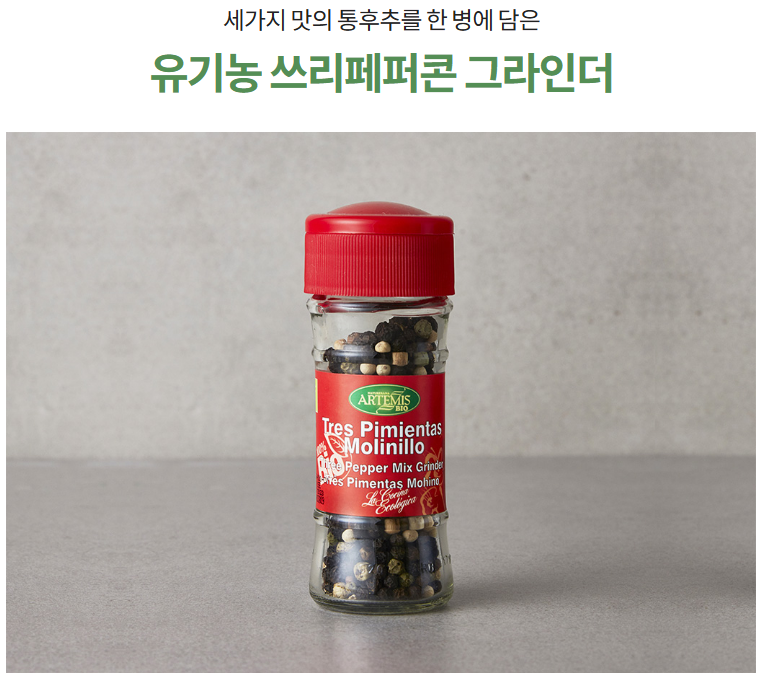 세가지 맛의 통후추를 한 병에 담은
유기농 쓰리페퍼콘 그라인더
ARTEMIS
BIO
Tres Pimientas
Molinillo
Pepper Mix Grinder
Pimentas Mohino
BIO
La Cocina
Ecológica